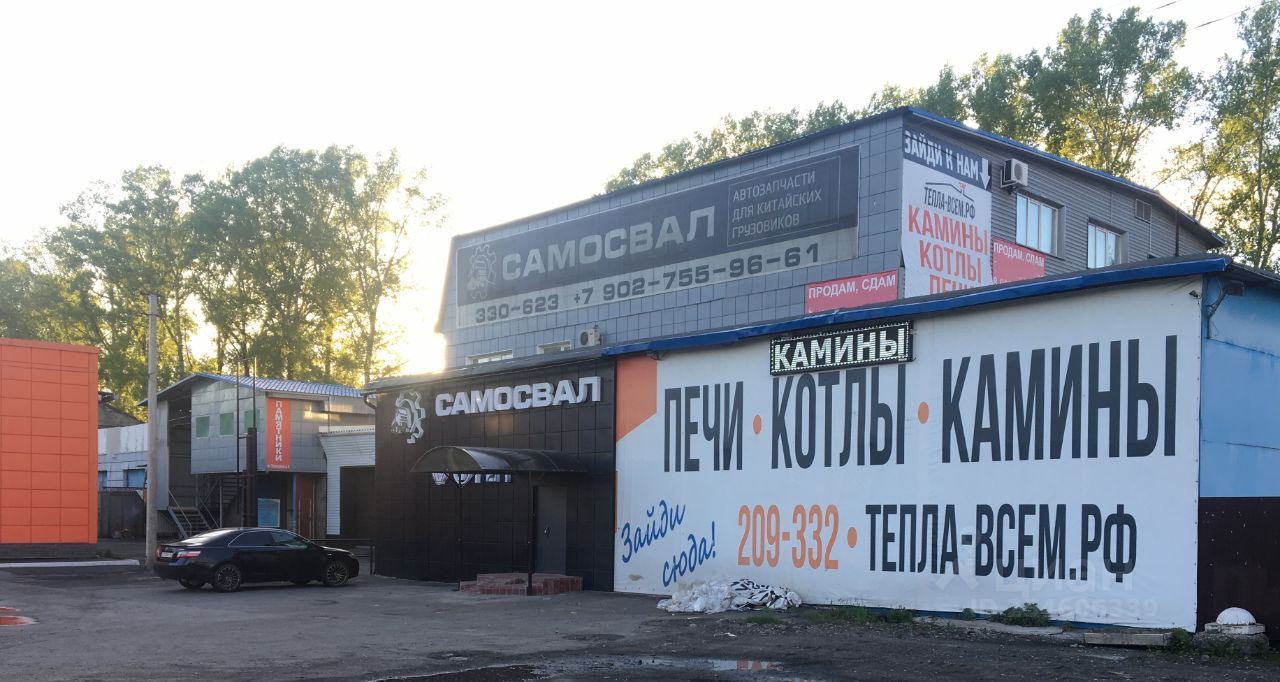 САМОСВАЛ
АВТОЗАПЧАСТИ
ДЛЯ КИТАЙСКИХ
ГРУЗОВИКОВ
330-623 +7 902-755-96-61
ЗАЙДИ К НАМ
ТЕПЛА-ВСЕМ.РФ
КАМИНЫ
КОТЛЫ
ПЕЧИ
ПРОДАМ, СДАМ
ПРОДАМ, СДАМ
КАМИНЫ
САМОСВАЛ
ПЕЧИ • КОТЛЫ • КАМИНЫ
Зайди
сюда!
209-332 • ТЕПЛА-ВСЕМ.РФ
ПАМЯТНИКИ